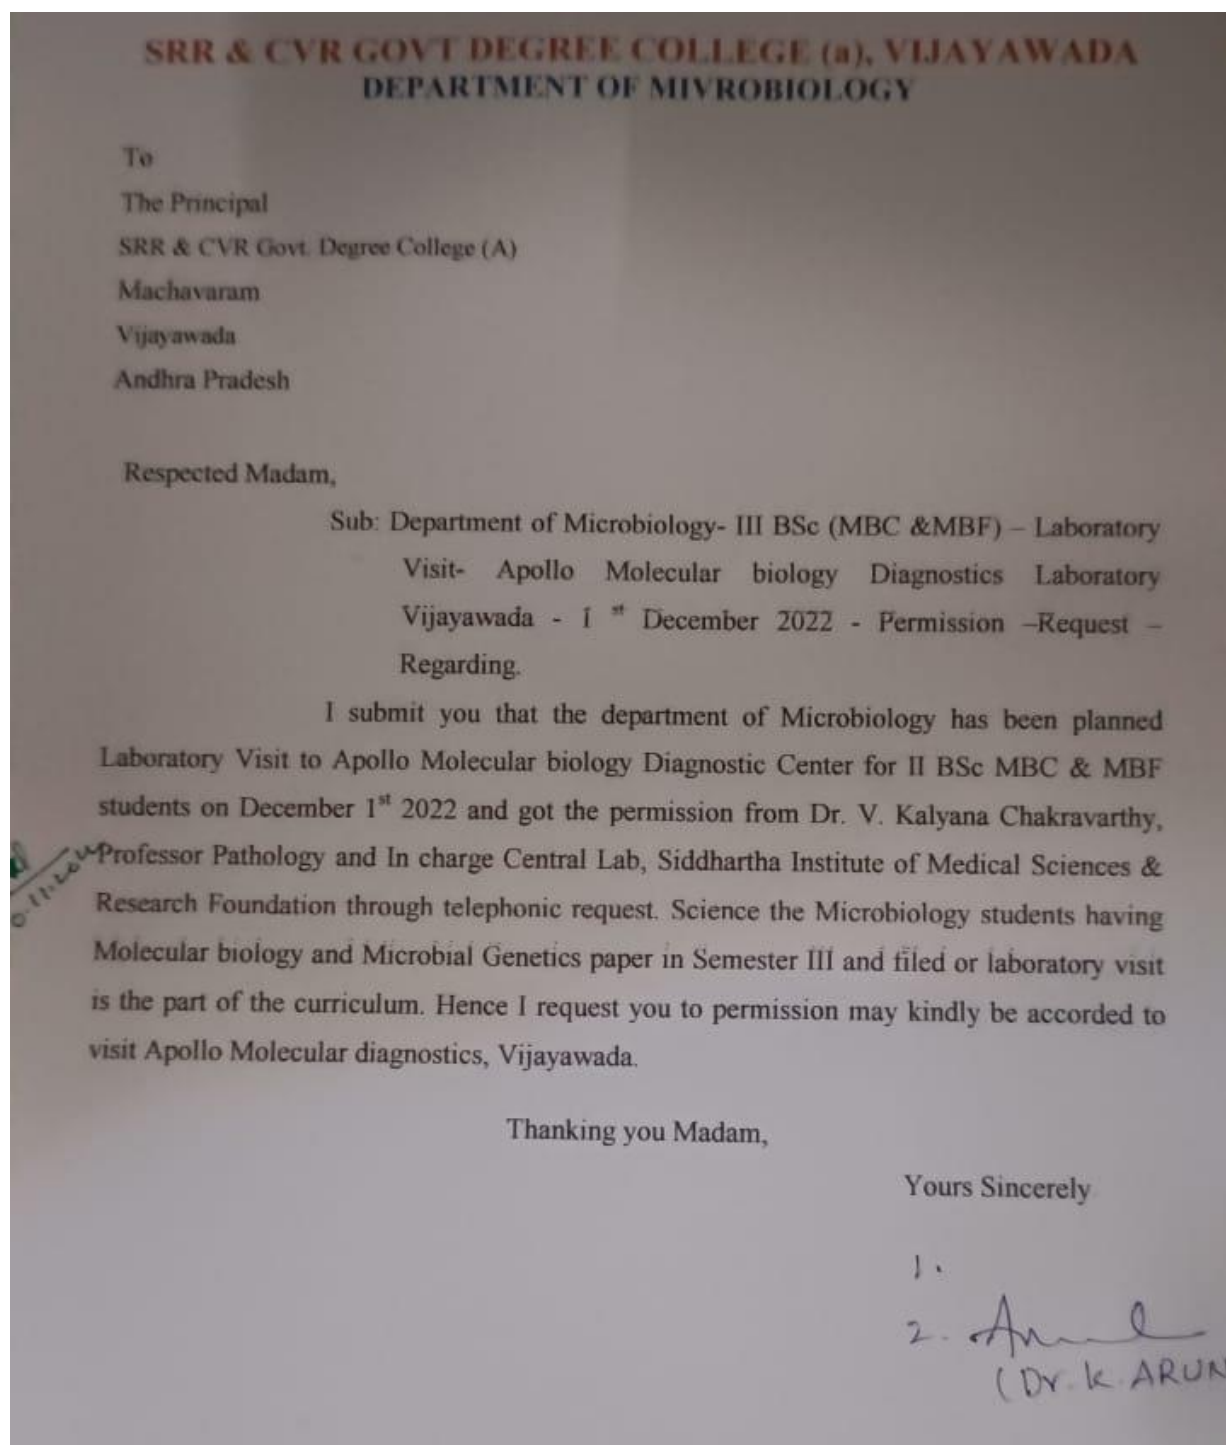 SRR & CVR GOVT DEGREE COLLEGE (a), VIJAYAWADA
DEPARTMENT OF MIVROBIOLOGY
To
The Principal
SRR & CVR Govt. Degree College (A)
Machavaram
Vijayawada
Andhra Pradesh
Respected Madam,
Sub: Department of Microbiology- III BSc (MBC &MBF) – Laboratory
Visit- Apollo Molecular biology Diagnostics Laboratory
Vijayawada - 1 st December 2022 - Permission –Request –
Regarding.
I submit you that the department of Microbiology has been planned
Laboratory Visit to Apollo Molecular biology Diagnostic Center for II BSc MBC & MBF
students on December 1st 2022 and got the permission from Dr. V. Kalyana Chakravarthy,
Professor Pathology and In charge Central Lab, Siddhartha Institute of Medical Sciences &
Research Foundation through telephonic request. Science the Microbiology students having
Molecular biology and Microbial Genetics paper in Semester III and filed or laboratory visit
is the part of the curriculum. Hence I request you to permission may kindly be accorded to
visit Apollo Molecular diagnostics, Vijayawada.
Thanking you Madam,
Yours Sincerely
1.
2.
(Dr. K. ARUN